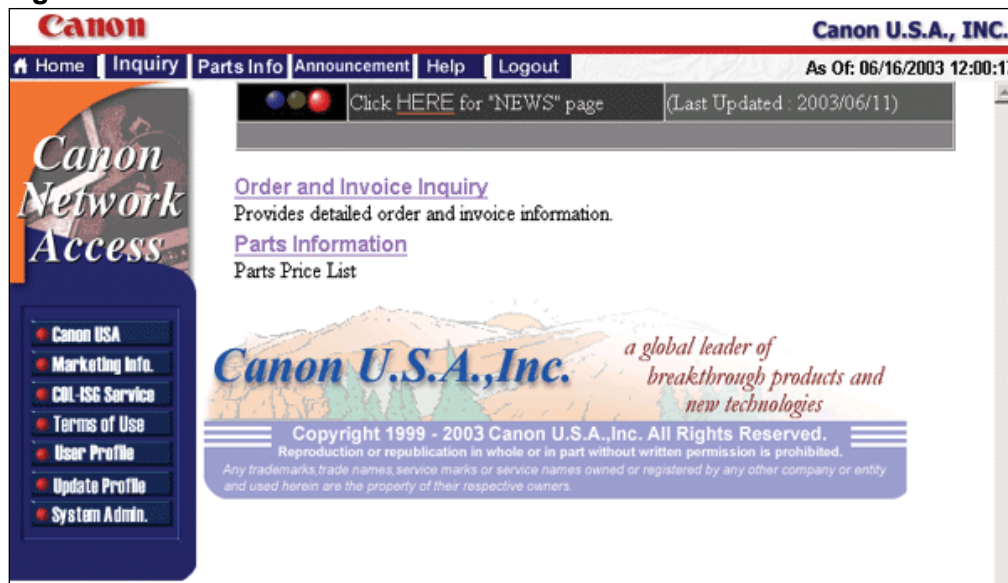 Canon
Canon U.S.A., INC.
Home Inquiry Parts Info Announcement Help Logout
As Of: 06/16/2003 12:00:1
Click HERE for "NEWS" page (Last Updated : 2003/06/11)
Canon
Network
Access
Order and Invoice Inquiry
Provides detailed order and invoice information.
Parts Information
Parts Price List
Canon USA
Marketing Info.
CDL-ISG Service
Terms of Use
User Profile
Update Profile
System Admin.
Canon U.S.A.,Inc.
a global leader of
breakthrough products and
new technologies
Copyright 1999 - 2003 Canon U.S.A.,Inc. All Rights Reserved.
Reproduction or republication in whole or in part without written permission is prohibited.
Any trademarks,trade names,service marks or service names owned or registered by any other company or entity
and used herein are the property of their respective owners.